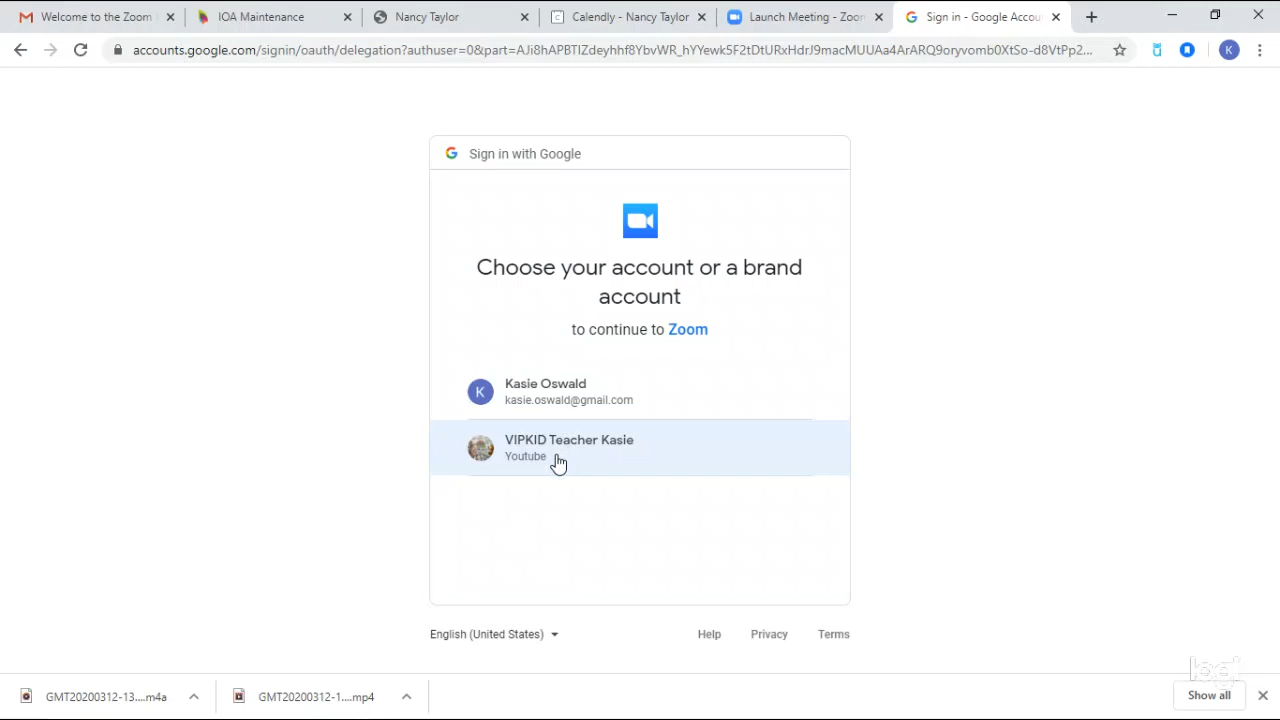 Welcome to the Zoom
IOA Maintenance
Nancy Taylor
Calendly - Nancy Taylor
Launch Meeting - Zoom
Sign in - Google Accou
accounts.google.com/signin/oauth/delegation?authuser=0&part=AJi8hAPBTIZdeyhhf8YbvWR_hYYewk5F2tDtURxHdrJ9macMUUAa4ArARQ9oryvomb0XtSo-d8VtPp2...
K
Sign in with Google
Choose your account or a brand
account
to continue to Zoom
K
Kasie Oswald
kasie.oswald@gmail.com
VIPKID Teacher Kasie
Youtube
English (United States)
Help
Privacy
Terms
GMT20200312-13....m4a
GMT20200312-1....mp4
Show all